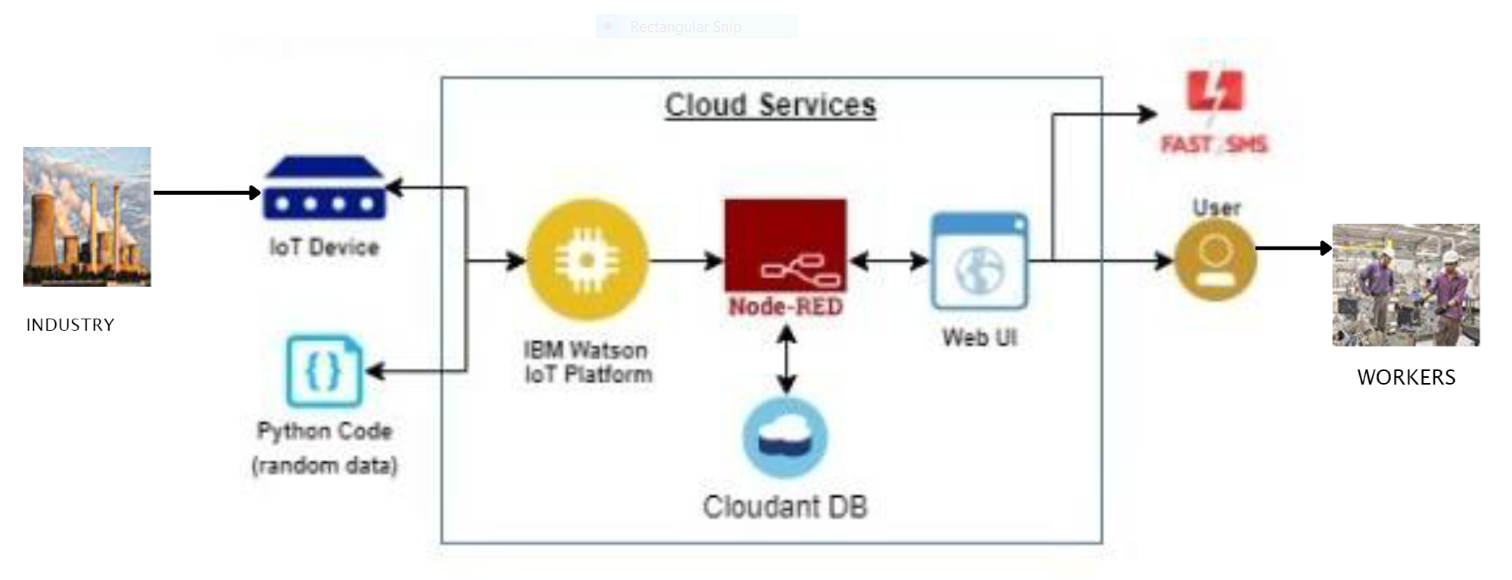 Rectangular Snip
Cloud Services
FAST SMS
IoT Device
User
INDUSTRY
Node-RED
Web UI
IBM Watson
IoT Platform
WORKERS
Python Code
(random data)
Cloudant DB